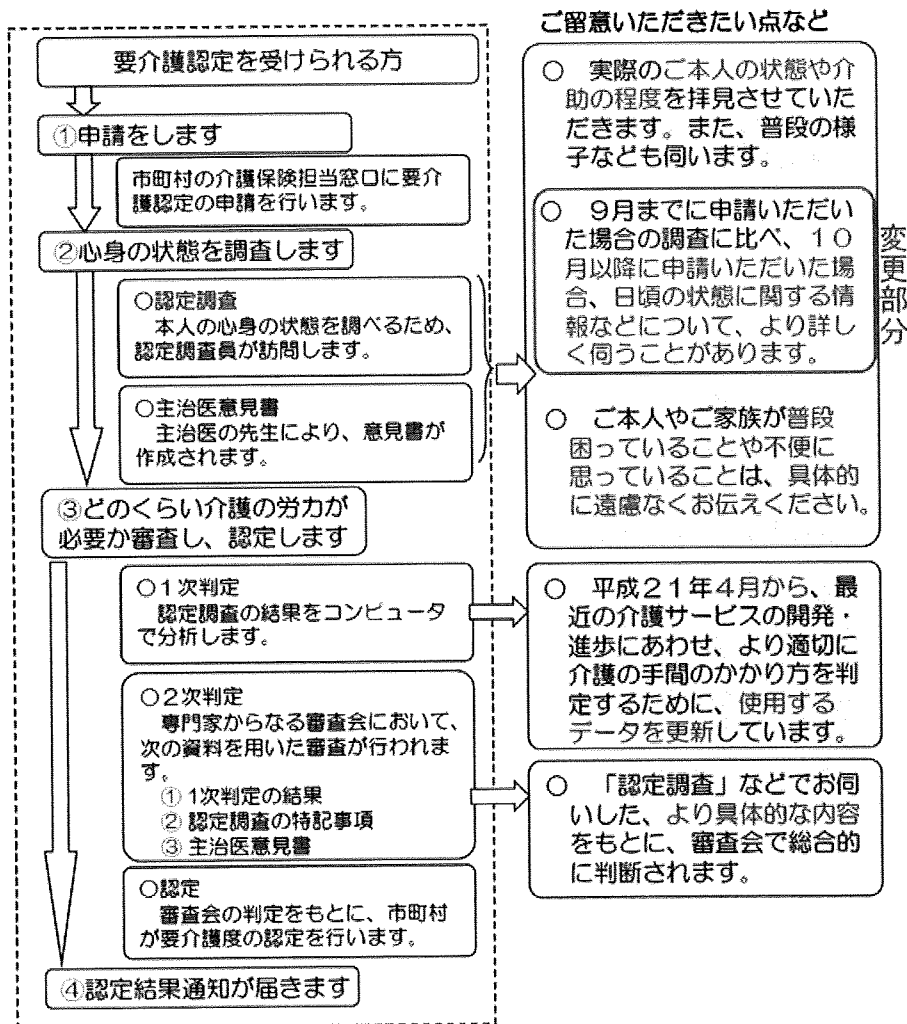 要介護認定を受けられる方
①申請をします
市町村の介護保険担当窓口に要介
護認定の申請を行います。
②心身の状態を調査します
○認定調査
本人の心身の状態を調べるため、
認定調査員が訪問します。
○主治医意見書
主治医の先生により、意見書が
作成されます。
③どのくらい介護の労力が
必要か審査し、認定します
○1次判定
認定調査の結果をコンピュータ
で分析します。
○2次判定
専門家からなる審査会において、
次の資料を用いた審査が行われま
す。
① 1次判定の結果
② 認定調査の特記事項
③ 主治医意見書
○認定
審査会の判定をもとに、市町村
が要介護度の認定を行います。
④認定結果通知が届きます
ご留意いただきたい点など
○ 実際のご本人の状態や介
助の程度を拝見させていた
だきます。また、普段の様
子なども伺います。
○ 9月までに申請いただい
た場合の調査に比べ、10
月以降に申請いただいた場
合、日頃の状態に関する情
報などについて、より詳し
く伺うことがあります。
変更部分
○ ご本人やご家族が普段
困っていることや不便に
思っていることは、具体的
に遠慮なくお伝えください。
○ 平成21年4月から、最
近の介護サービスの開発・
進歩にあわせ、より適切に
介護の手間のかかり方を判
定するために、使用する
データを更新しています。
○ 「認定調査」などでお伺
いした、より具体的な内容
をもとに、審査会で総合的
に判断されます。